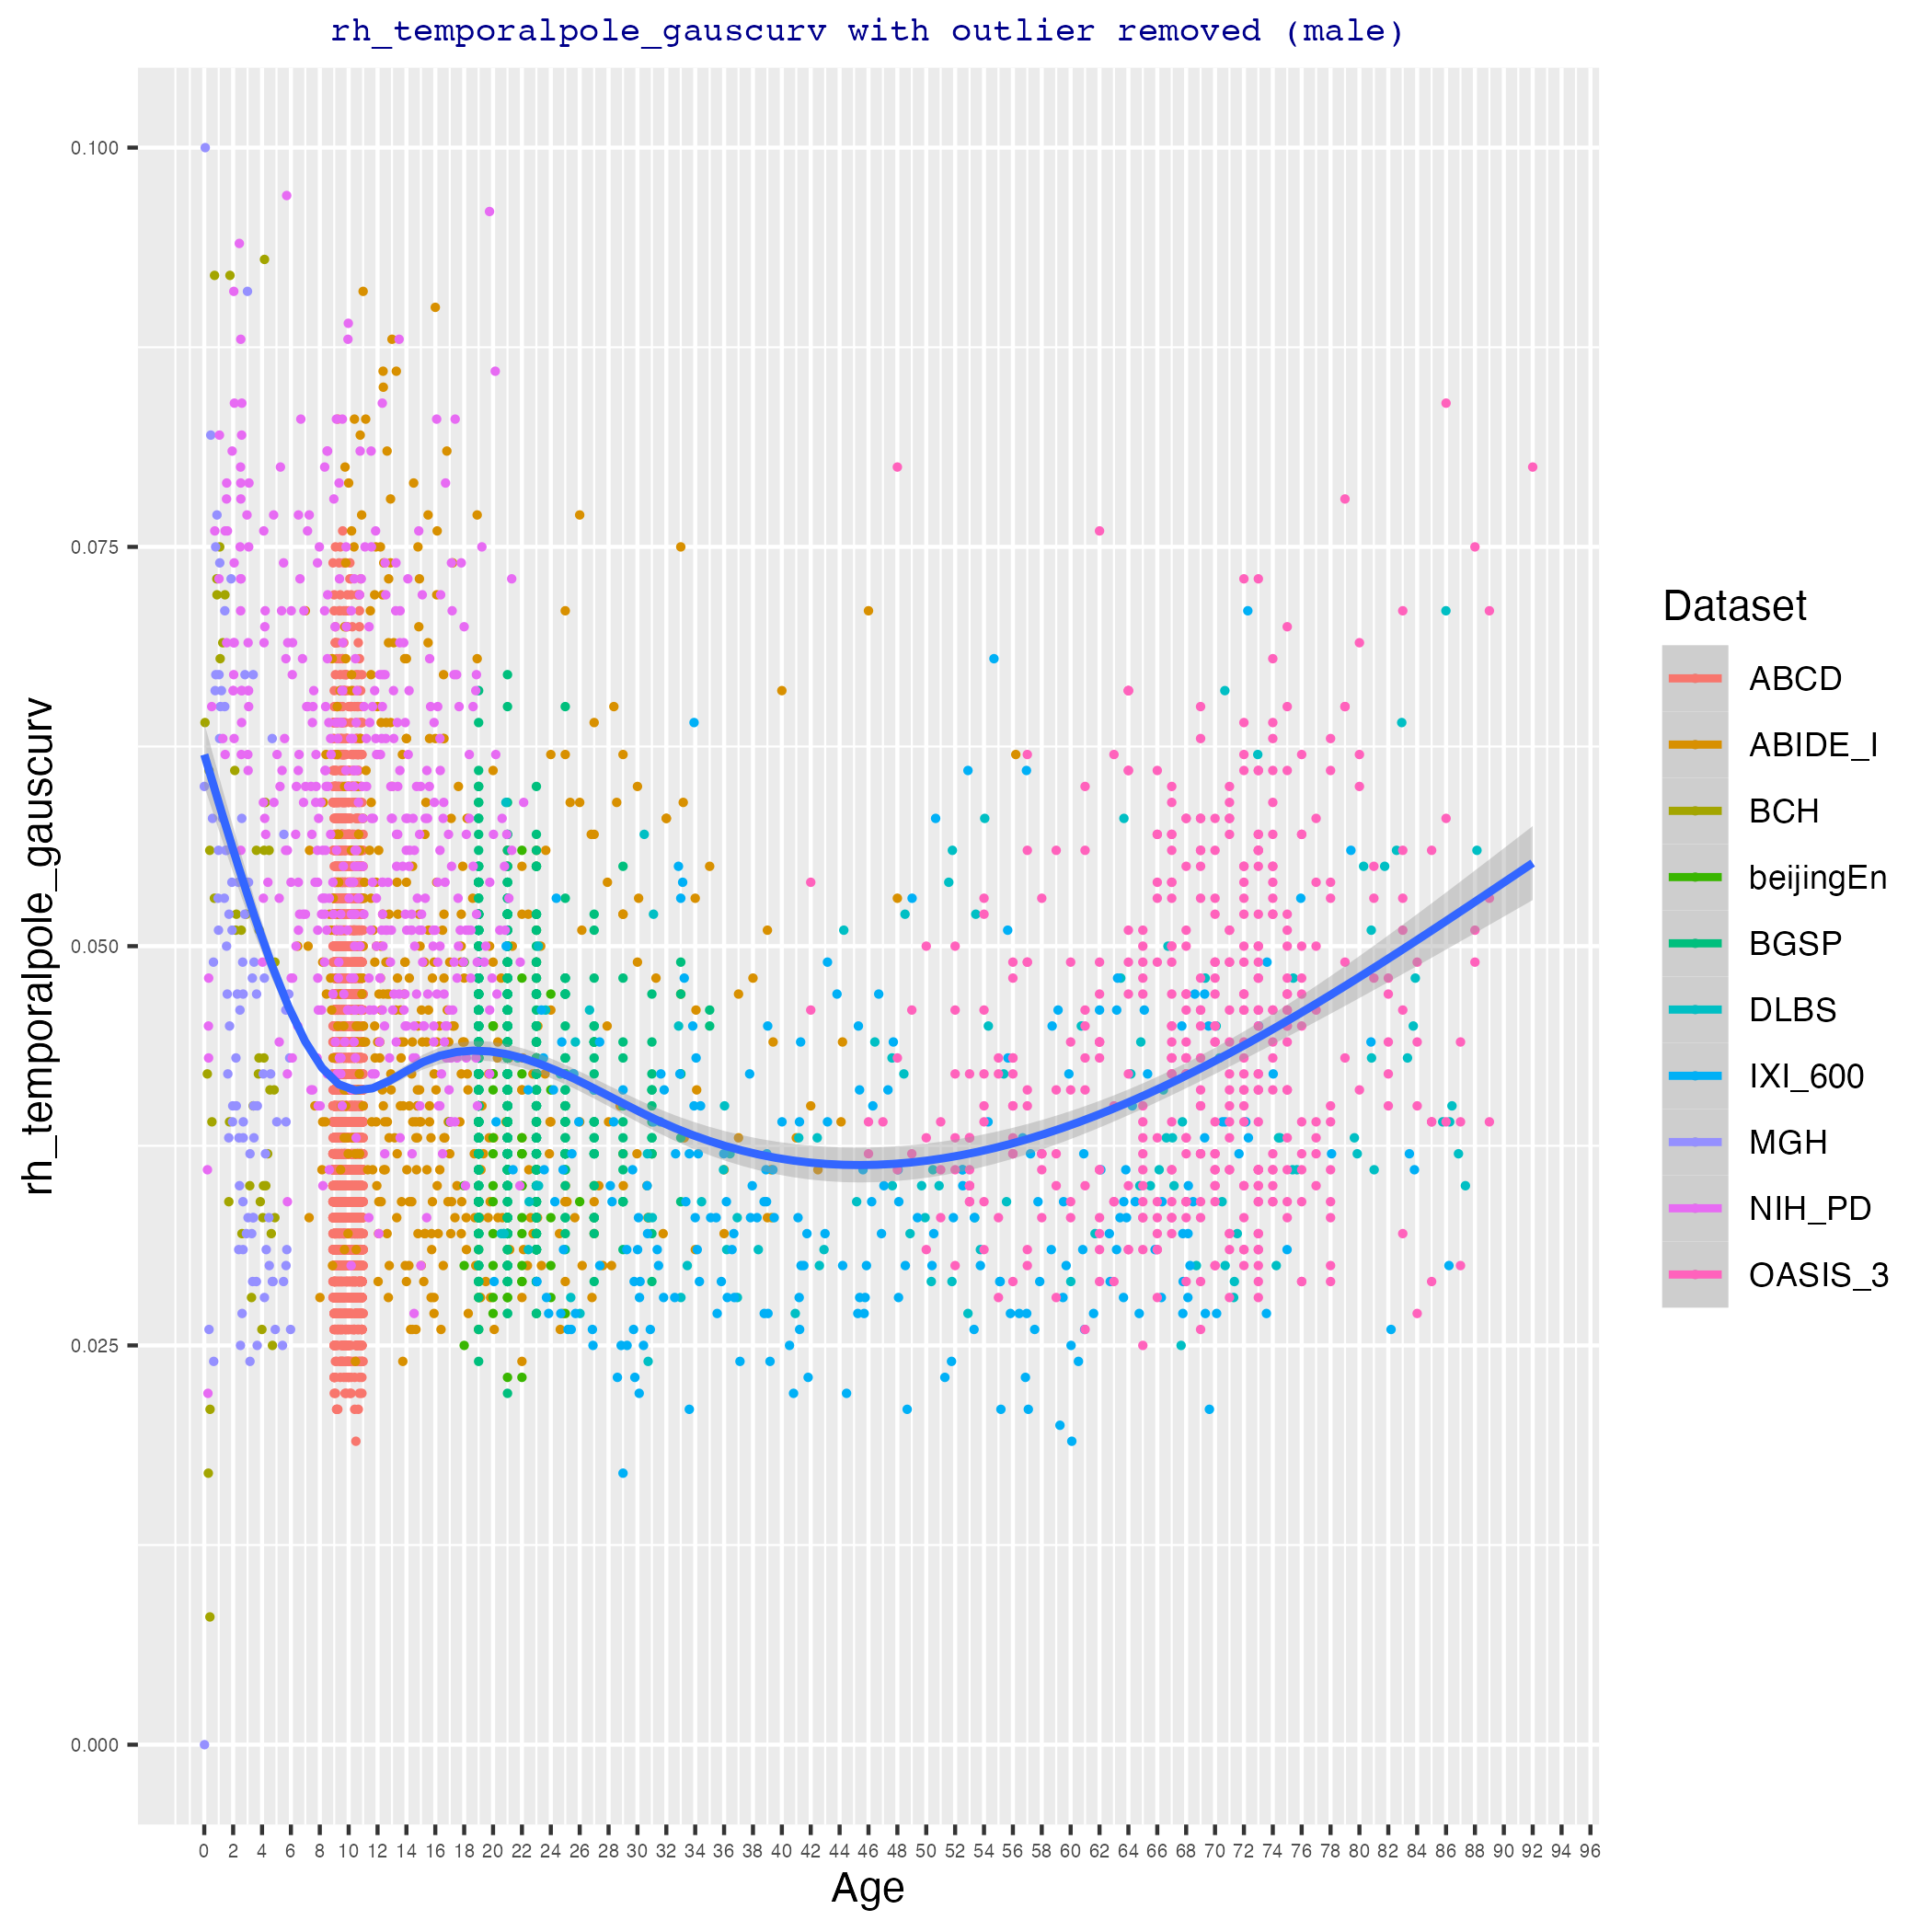 rh_temporalpole_gauscurv with outlier removed (male)
rh_temporalpole_gauscurv
0.100
0.075
0.050
0.025
0.000
0 2 4 6 8 10 12 14 16 18 20 22 24 26 28 30 32 34 36 38 40 42 44 46 48 50 52 54 56 58 60 62 64 66 68 70 72 74 76 78 80 82 84 86 88 90 92 94 96
Age
Dataset
ABCD
ABIDE_I
BCH
beijingEn
BGSP
DLBS
IXI_600
MGH
NIH_PD
OASIS_3